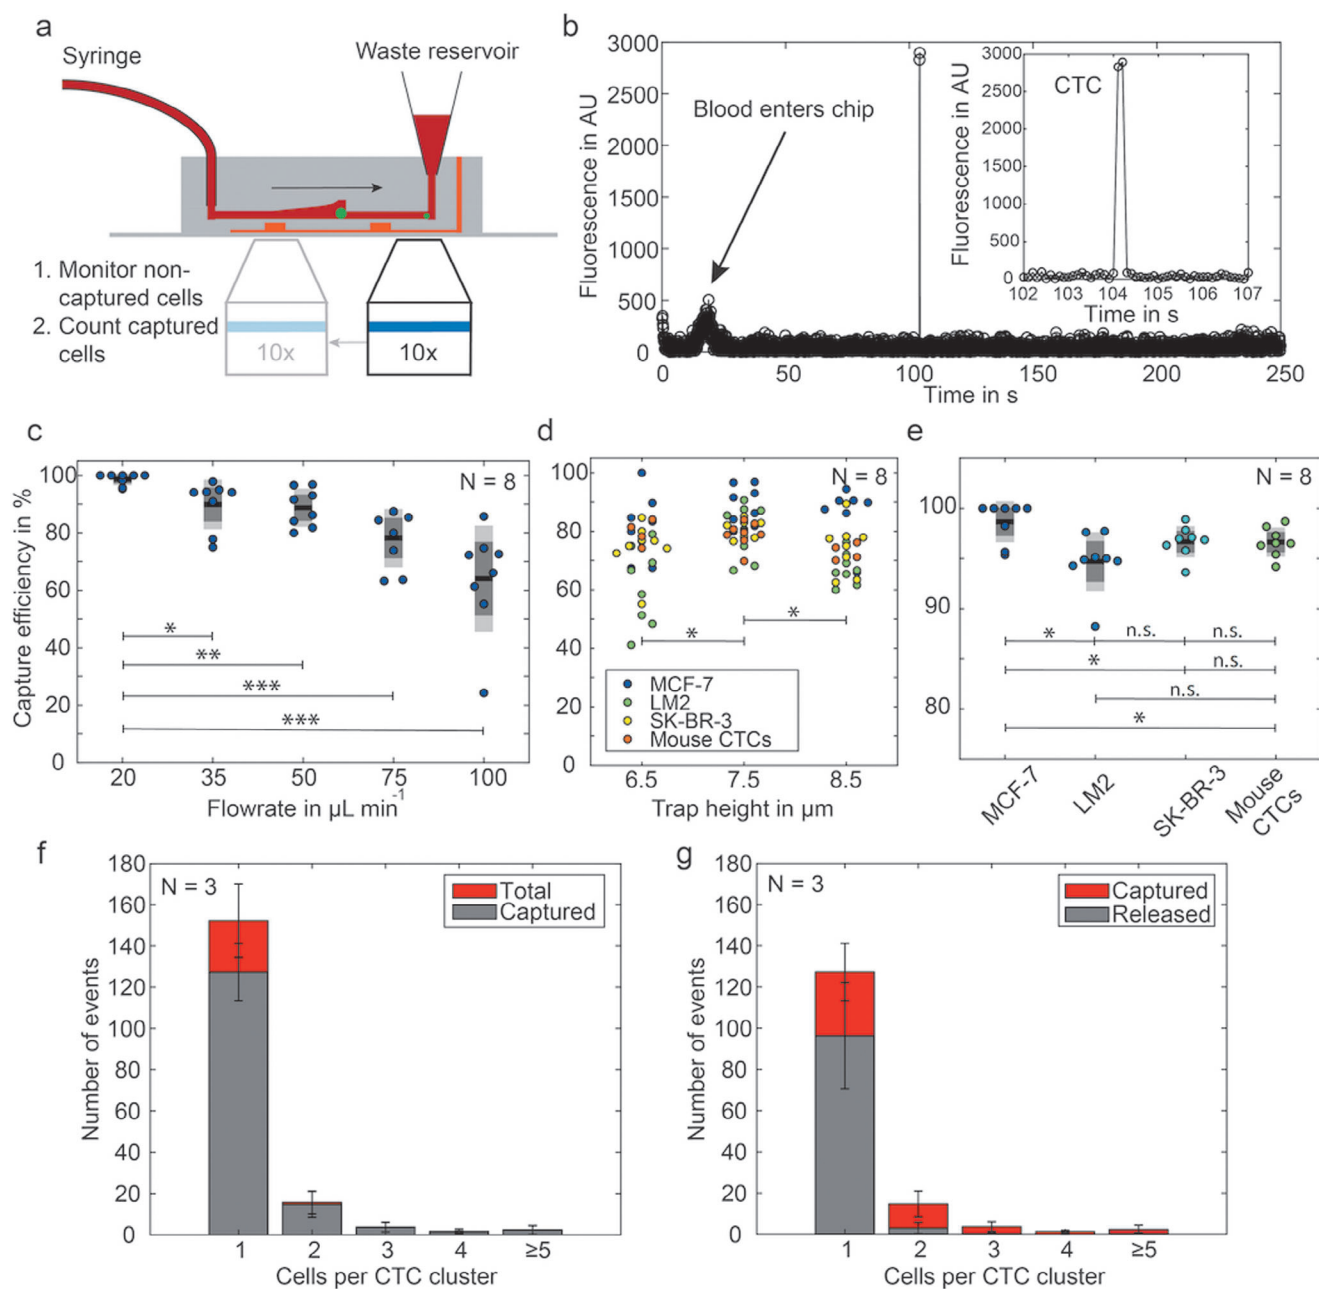 a
Syringe
Waste reservoir
1. Monitor non-
captured cells
2. Count captured
cells
10x
10x
b
3000
2500
2000
1500
1000
500
0
Fluorescence in AU
0
50
100
150
200
250
Time in s
Blood enters chip
CTC
3000
2500
2000
1500
1000
500
0
Fluorescence in AU
102
103
104
105
106
107
Time in s
c
N = 8
100
80
60
40
20
0
Capture efficiency in %
*
**
***
***
20
35
50
75
100
Flowrate in µL min-1
d
N = 8
100
80
60
40
20
0
*
*
MCF-7
LM2
SK-BR-3
Mouse CTCs
6.5
7.5
8.5
Trap height in µm
e
N = 8
100
90
80
*
n.s.
n.s.
*
n.s.
n.s.
*
MCF-7
LM2
SK-BR-3
Mouse
CTCs
f
N = 3
Total
Captured
180
160
140
120
100
80
60
40
20
0
Number of events
1
2
3
4
≥5
Cells per CTC cluster
g
N = 3
Captured
Released
180
160
140
120
100
80
60
40
20
0
Number of events
1
2
3
4
≥5
Cells per CTC cluster